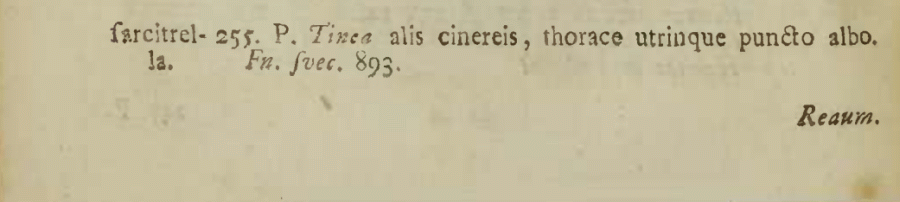 ſarcitrel- 255. P. Tinea alis cinereis, thorace utrinque puncto albo.
la. Fn. ſvec. 893.
Reaum.